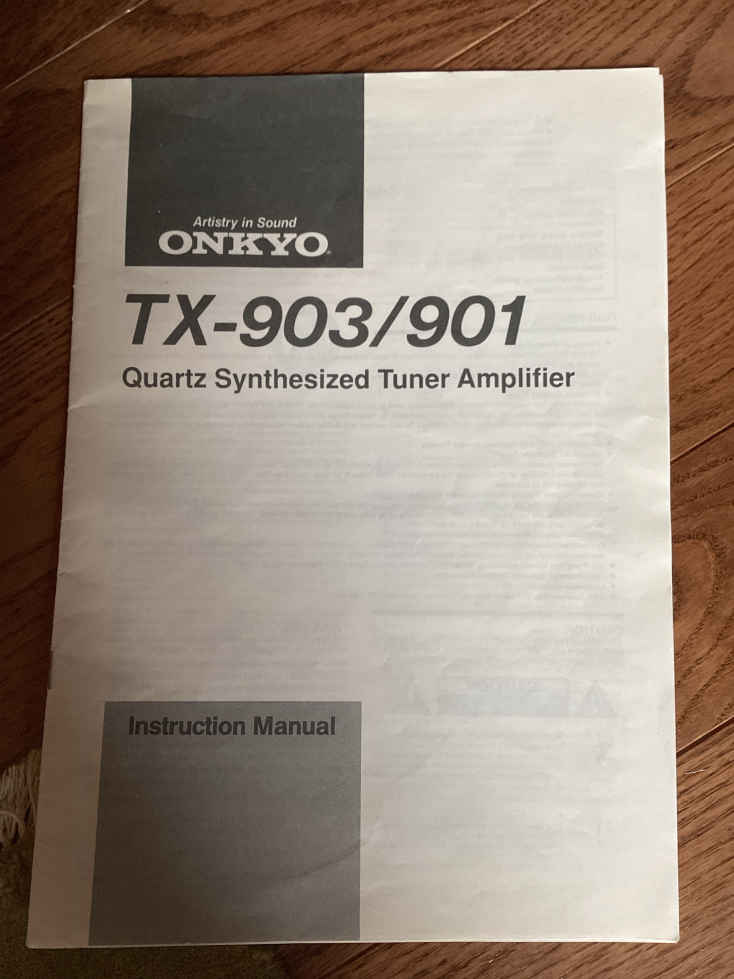 Artistry in Sound
ONKYO
TX-903/901
Quartz Synthesized Tuner Amplifier
Instruction Manual